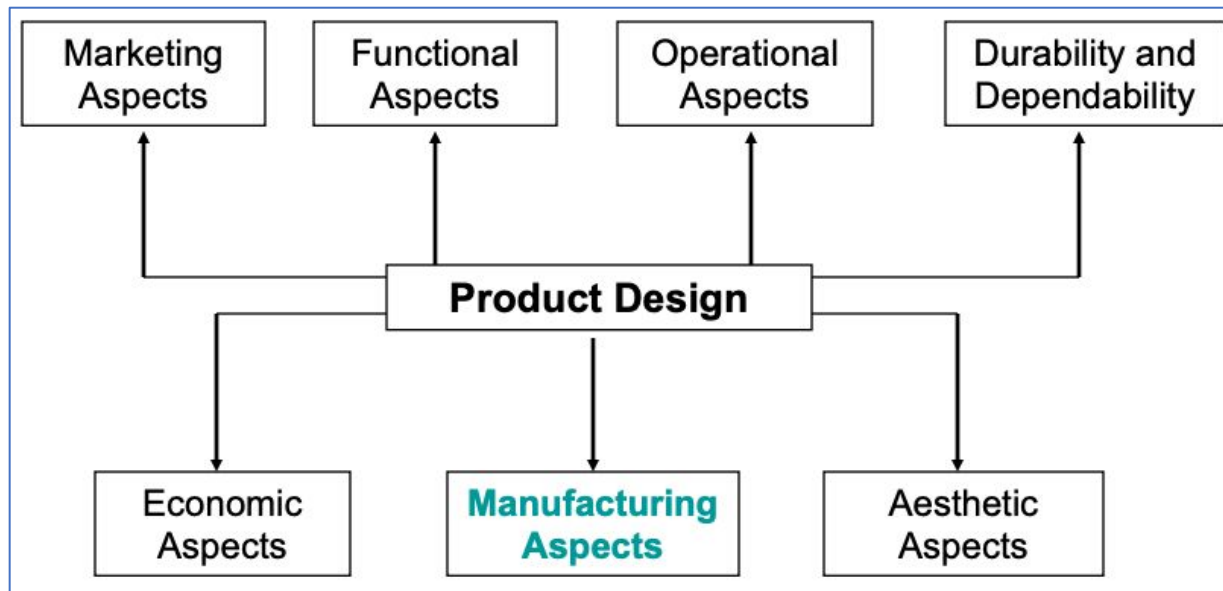 Marketing
Aspects
Functional
Aspects
Operational
Aspects
Durability and
Dependability
Product Design
Economic
Aspects
Manufacturing
Aspects
Aesthetic
Aspects